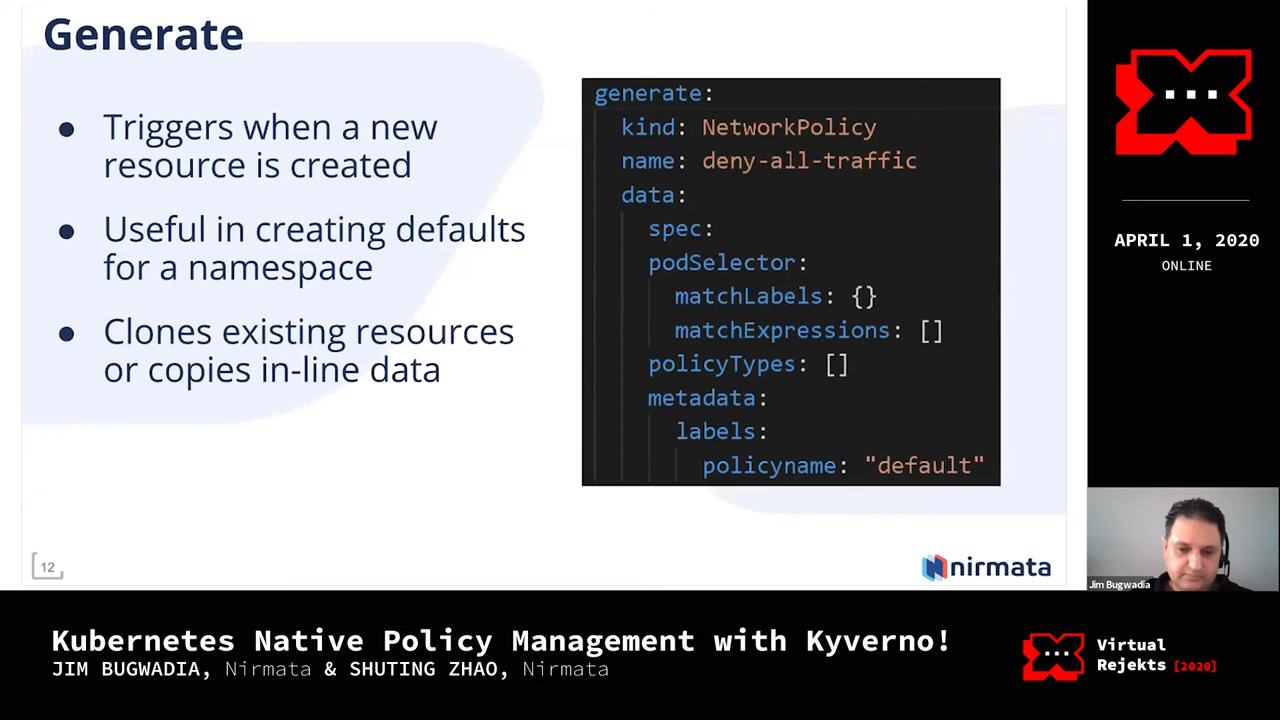 Generate
● Triggers when a new
resource is created
● Useful in creating defaults
for a namespace
● Clones existing resources
or copies in-line data
generate:
kind: NetworkPolicy
name: deny-all-traffic
data:
spec:
podSelector:
matchLabels: {}
matchExpressions: []
policyTypes: []
metadata:
labels:
policyname: "default"
12
nirmata
APRIL 1, 2020
ONLINE
Jim Bugwadia
Kubernetes Native Policy Management with Kyverno!
JIM BUGWADIA, Nirmata & SHUTING ZHAO, Nirmata
Virtual
Rejekts [2020]